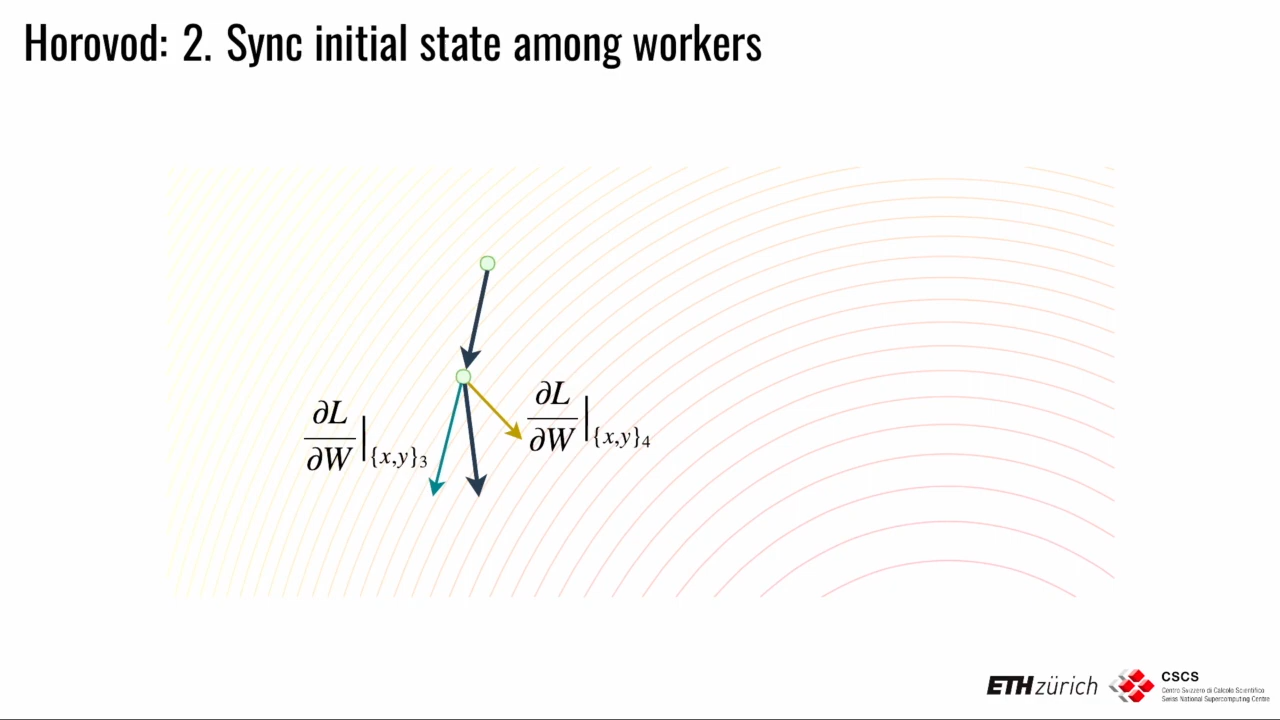 Horovod: 2. Sync initial state among workers
∂L
∂W
|{x,y}₄
∂L
∂W
|{x,y}₃
ETH zürich
CSCS
Centro Svizzero di Calcolo Scientifico
Swiss National Supercomputing Centre